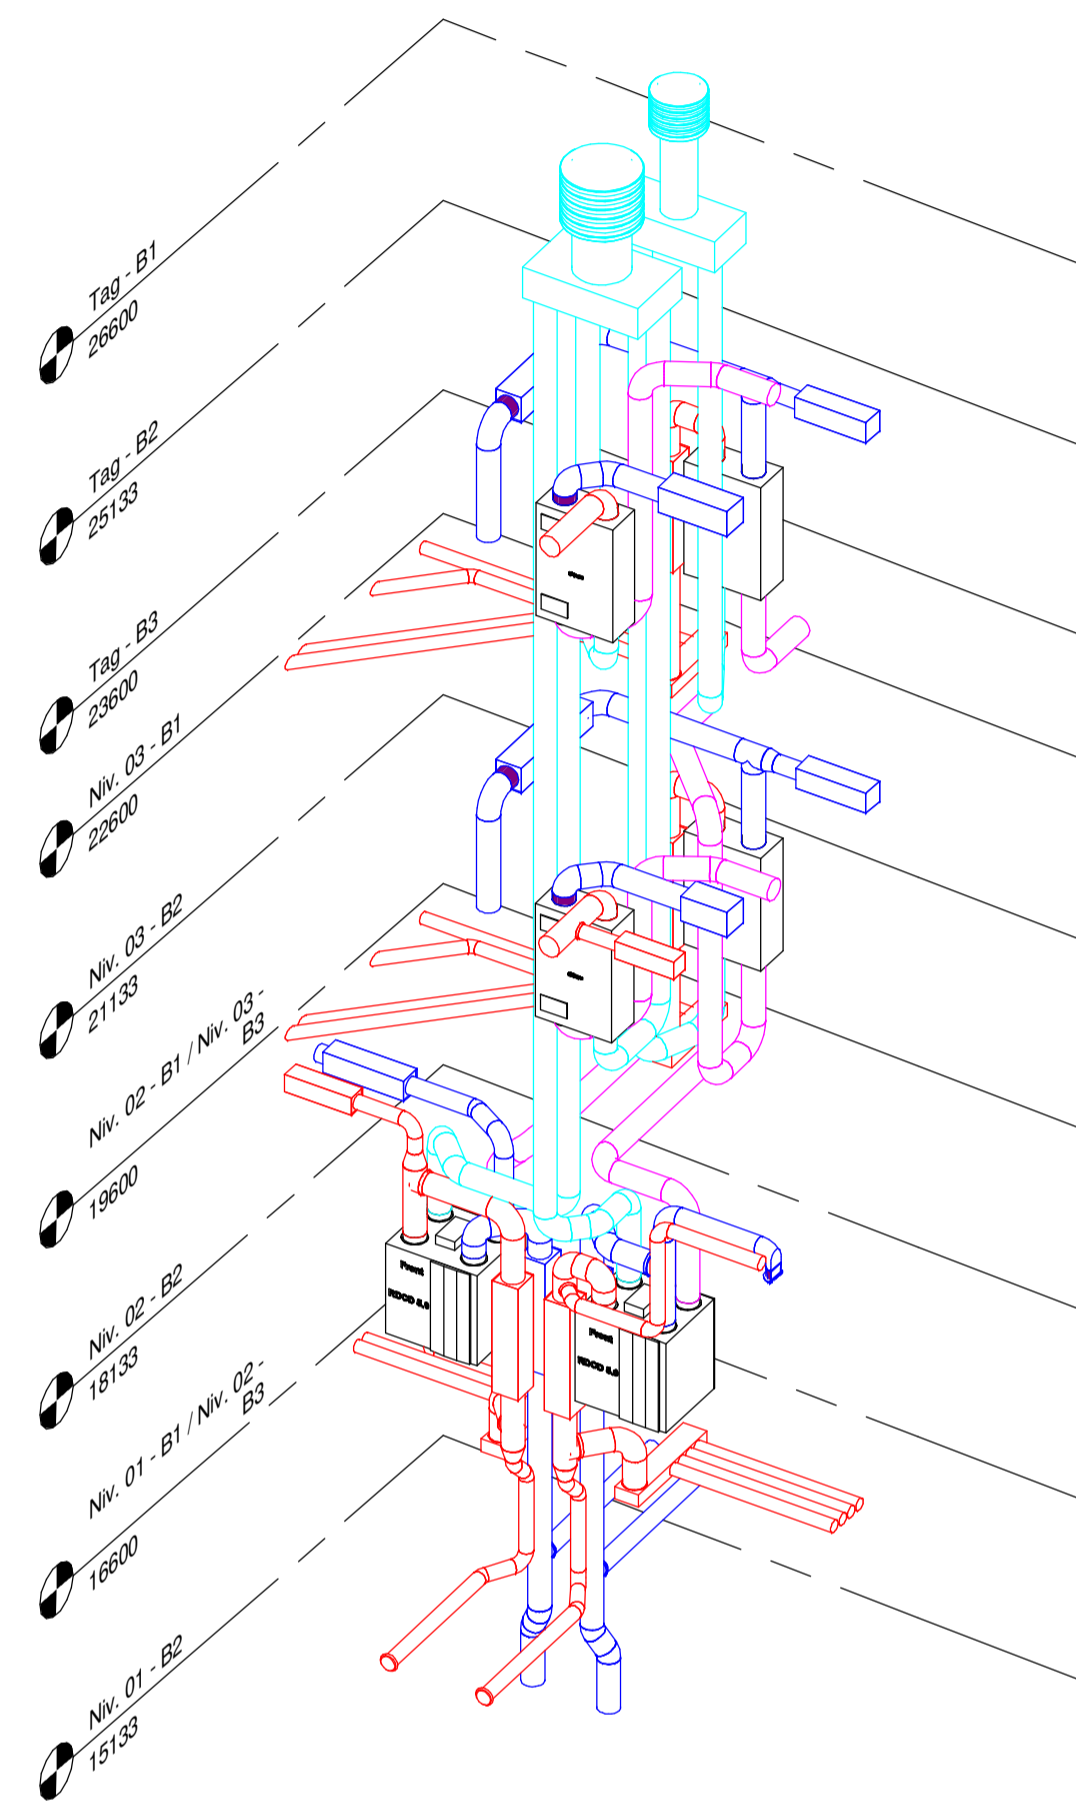 Tag - B1
26600
Tag - B2
25133
Tag - B3
23600
Niv. 03 - B1
22600
Niv. 03 - B2
21133
Niv. 02 - B1 / Niv. 03 -
B3
19600
Niv. 02 - B2
18133
Front
Front
Niv. 01 - B1 / Niv. 02 -
B3
16600
Niv. 01 - B2
15133